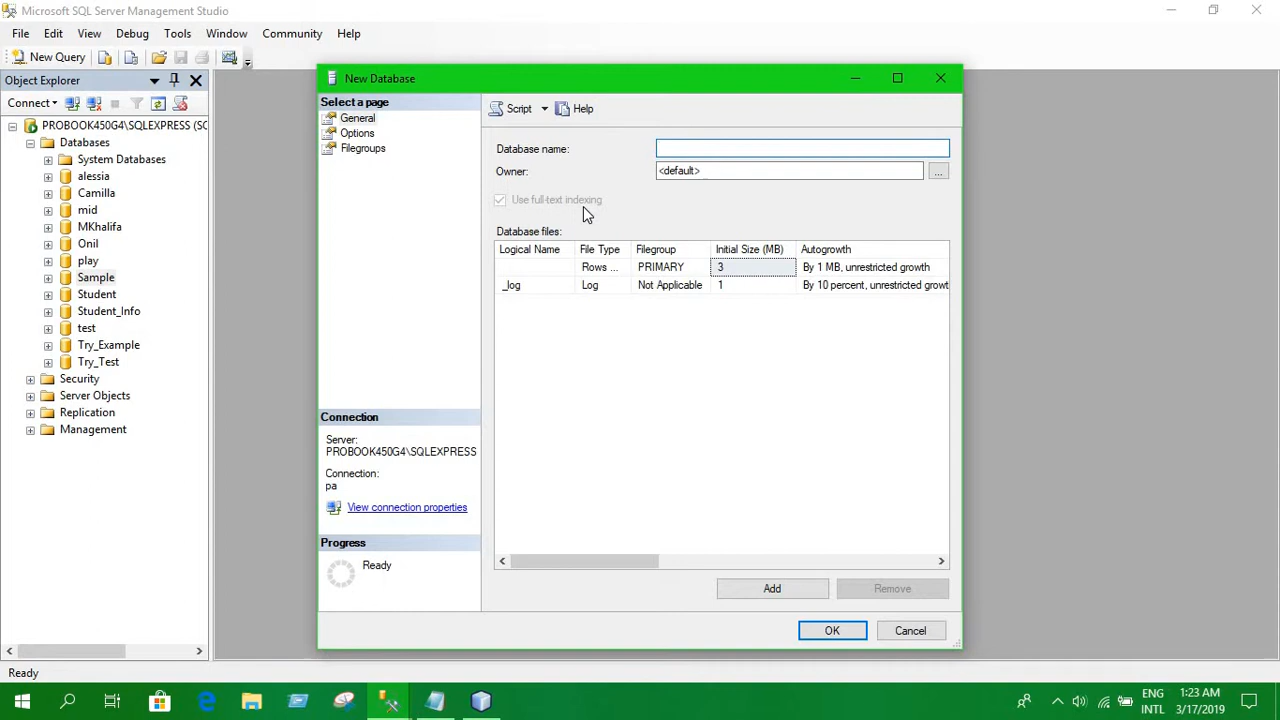 Microsoft SQL Server Management Studio
File Edit View Debug Tools Window Community Help
New Query
Object Explorer
Connect
PROBOOK450G4\SQLEXPRESS (SQ
Databases
System Databases
alessia
Camilla
mid
MKhalifa
Onil
play
Sample
Student
Student_Info
test
Try_Example
Try_Test
Security
Server Objects
Replication
Management
New Database
Select a page
General
Options
Filegroups
Script Help
Database name:
Owner: <default> ...
Use full-text indexing
Database files:
Logical Name File Type Filegroup Initial Size (MB) Autogrowth
Rows ... PRIMARY 3 By 1 MB, unrestricted growth
_log Log Not Applicable 1 By 10 percent, unrestricted growt
Connection
Server:
PROBOOK450G4\SQLEXPRESS
Connection:
pa
View connection properties
Progress
Ready
Add Remove
OK Cancel
Ready
ENG 1:23 AM
INTL 3/17/2019